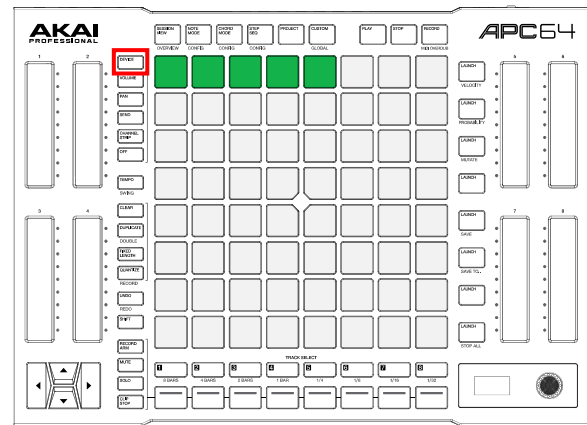 AKAI
PROFESSIONAL
SESSION VIEW
NOTE MODE
CHORD MODE
STEP SEQ
PROJECT
CUSTOM
PLAY
STOP
RECORD
APC64
OVERVIEW
CONFIG
CONFIG
CONFIG
GLOBAL
MIDI OVERDUB
1
2
DEVICE
VOLUME
PAN
SEND
CHANNEL STRIP
OFF
TEMPO
SWING
3
4
CLEAR
DUPLICATE
DOUBLE
FIXED LENGTH
QUANTIZE
RECORD
UNDO
REDO
SHIFT
RECORD ARM
MUTE
SOLO
CLIP STOP
LAUNCH
VELOCITY
LAUNCH
PROBABILITY
LAUNCH
MUTATE
LAUNCH
LAUNCH
SAVE
LAUNCH
SAVE TO..
LAUNCH
LAUNCH
STOP ALL
5
6
7
8
TRACK SELECT
1 2 3 4 5 6 7 8
8 BARS 4 BARS 2 BARS 1 BAR 1/4 1/8 1/16 1/32